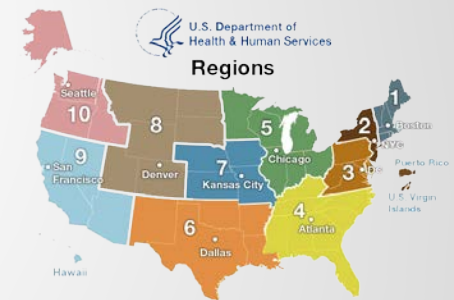 U.S. Department of
Health & Human Services
Regions
Seattle
10
8
5
2
1
Boston
NYC
9
San
Francisco
Denver
7
Kansas City
Chicago
3
DC
Puerto Rico
U.S. Virgin
Islands
6
Dallas
4
Atlanta
Hawaii